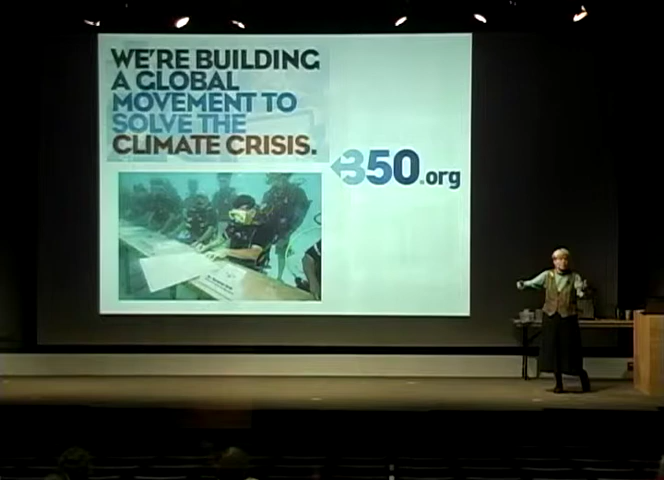 WE'RE BUILDING
A GLOBAL
MOVEMENT TO
SOLVE THE
CLIMATE CRISIS.
350.org